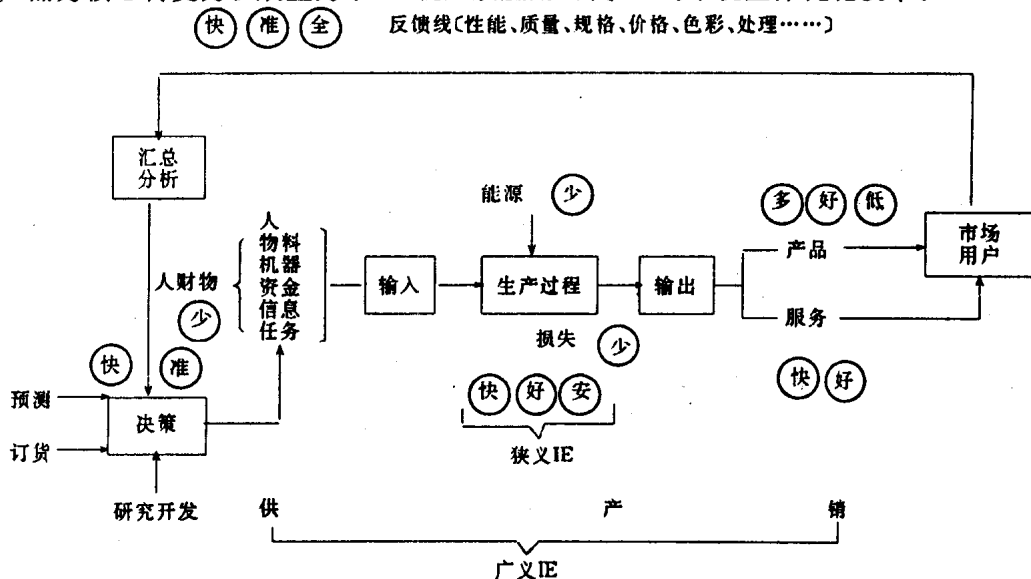 快 准 全 反馈线〔性能、质量、规格、价格、色彩、处理……〕
汇总
分析
能源 少
多 好 低
人
物料
机器
资金
信息
任务
人财物
少
输入
生产过程
输出
产品
服务
市场
用户
损失 少
快 准
快 好 安
快 好
预测
订货
决策
狭义IE
研究开发
供 产 销
广义IE